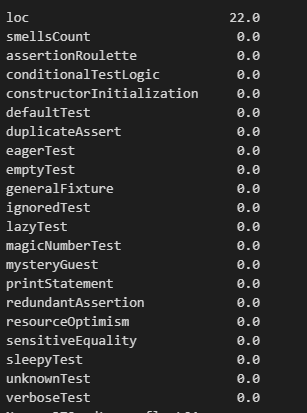 loc 22.0
smellsCount 0.0
assertionRoulette 0.0
conditionalTestLogic 0.0
constructorInitialization 0.0
defaultTest 0.0
duplicateAssert 0.0
eagerTest 0.0
emptyTest 0.0
generalFixture 0.0
ignoredTest 0.0
lazyTest 0.0
magicNumberTest 0.0
mysteryGuest 0.0
printStatement 0.0
redundantAssertion 0.0
resourceOptimism 0.0
sensitiveEquality 0.0
sleepyTest 0.0
unknownTest 0.0
verboseTest 0.0